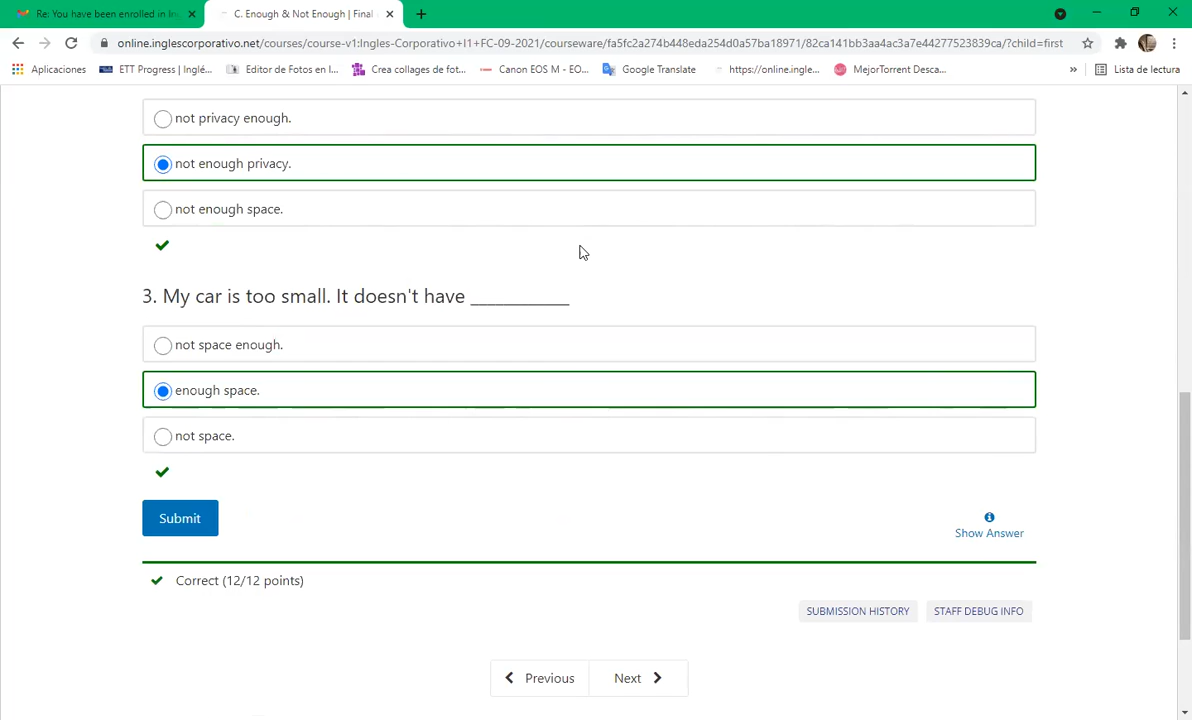 Re: You have been enrolled in In
C. Enough & Not Enough | Final
online.inglescorporativo.net/courses/course-v1:Ingles-Corporativo+I1+FC-09-2021/courseware/fa5fc2a274b448eda254d0a57ba18971/82ca141bb3aa4ac3a7e44277523839ca/?child=first
Aplicaciones ETT Progress | Inglé... Editor de Fotos en l... Crea collages de fot... Canon EOS M - EO... Google Translate https://online.ingle... MejorTorrent Desca... » Lista de lectura
not privacy enough.
not enough privacy.
not enough space.
3. My car is too small. It doesn't have ___________
not space enough.
enough space.
not space.
Submit
Show Answer
Correct (12/12 points)
SUBMISSION HISTORY STAFF DEBUG INFO
Previous Next